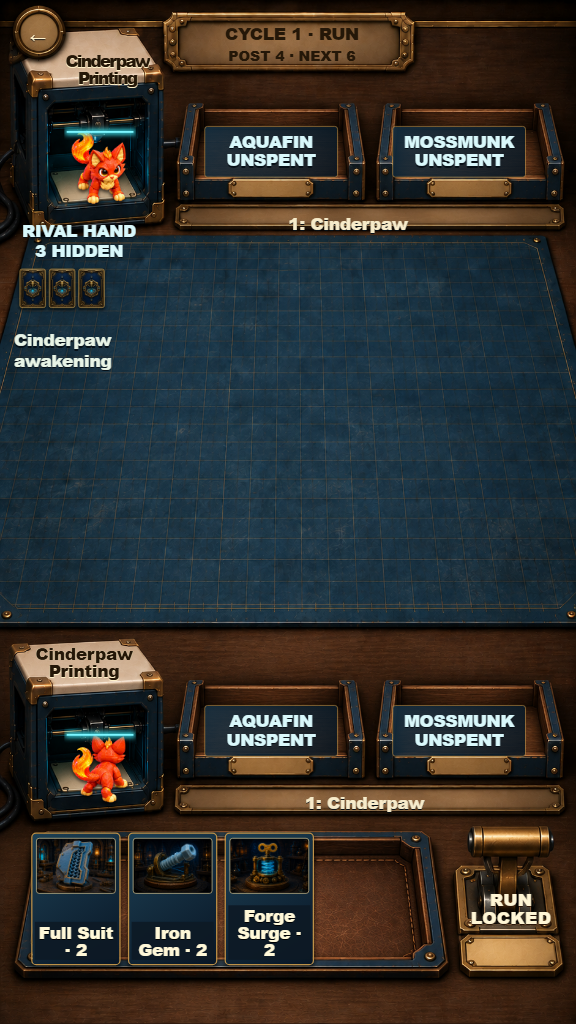 ←
CYCLE 1 · RUN
POST 4 · NEXT 6
Cinderpaw
Printing
AQUAFIN
UNSPENT
MOSSMUNK
UNSPENT
1: Cinderpaw
RIVAL HAND
3 HIDDEN
Cinderpaw
awakening
Cinderpaw
Printing
AQUAFIN
UNSPENT
MOSSMUNK
UNSPENT
1: Cinderpaw
Full Suit
· 2
Iron
Gem · 2
Forge
Surge ·
2
RUN
LOCKED